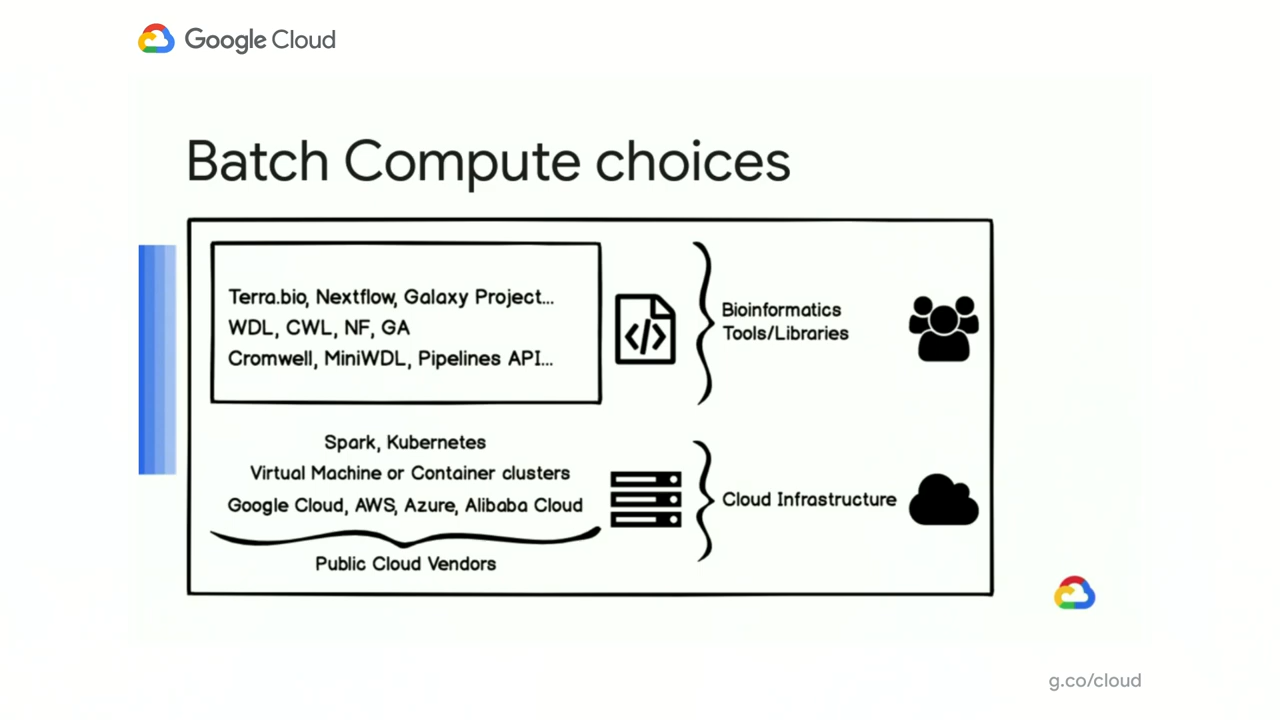 Google Cloud
Batch Compute choices
Terra.bio, Nextflow, Galaxy Project...
WDL, CWL, NF, GA
Cromwell, MiniWDL, Pipelines API...
Bioinformatics
Tools/Libraries
Spark, Kubernetes
Virtual Machine or Container clusters
Google Cloud, AWS, Azure, Alibaba Cloud
Cloud Infrastructure
Public Cloud Vendors
g.co/cloud